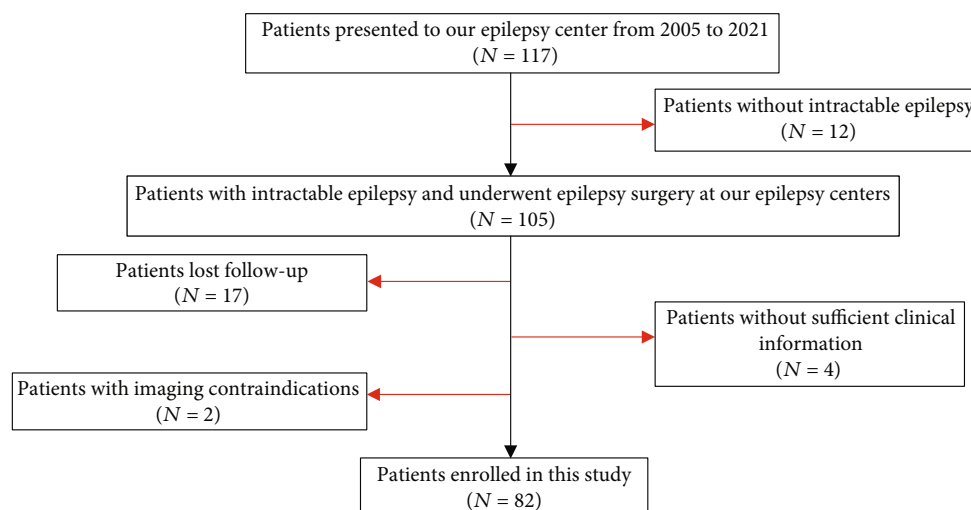 Patients presented to our epilepsy center from 2005 to 2021
(N = 117)
Patients without intractable epilepsy
(N = 12)
Patients with intractable epilepsy and underwent epilepsy surgery at our epilepsy centers
(N = 105)
Patients lost follow-up
(N = 17)
Patients without sufficient clinical
information
(N = 4)
Patients with imaging contraindications
(N = 2)
Patients enrolled in this study
(N = 82)